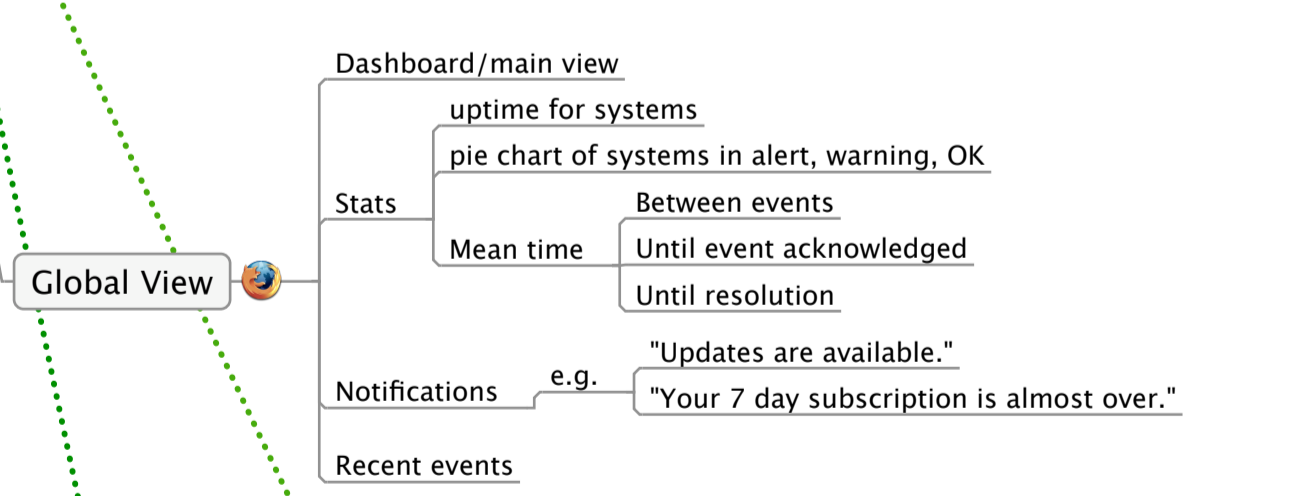 Dashboard/main view
uptime for systems
pie chart of systems in alert, warning, OK
Stats
Between events
Mean time
Until event acknowledged
Until resolution
Global View
"Updates are available."
Notifications
e.g.
"Your 7 day subscription is almost over."
Recent events